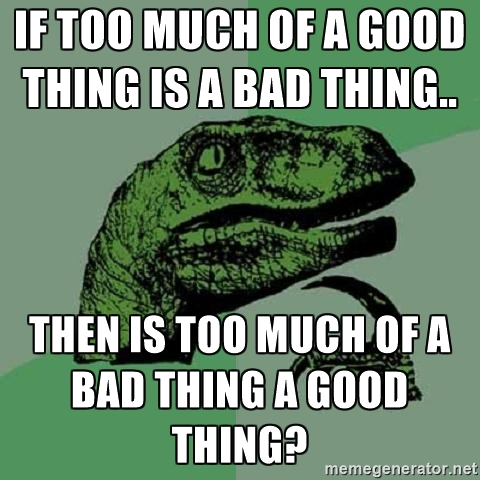 IF TOO MUCH OF A GOOD
THING IS A BAD THING..
THEN IS TOO MUCH OF A
BAD THING A GOOD
THING?
memegenerator.net